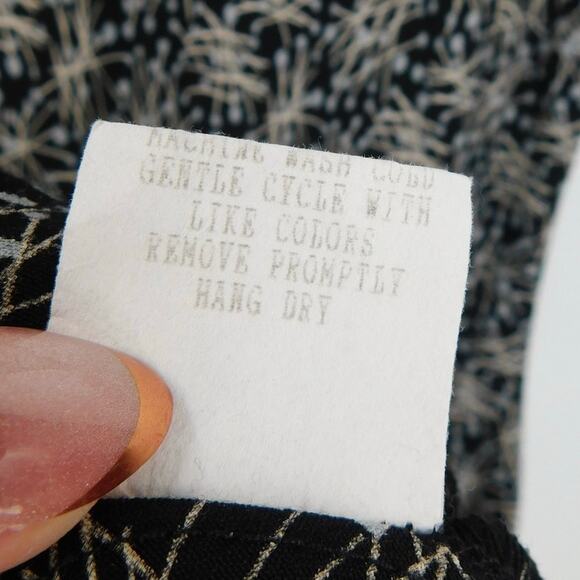 MACHINE WASH COLD
GENTLE CYCLE WITH
LIKE COLORS
REMOVE PROMPTLY
HANG DRY